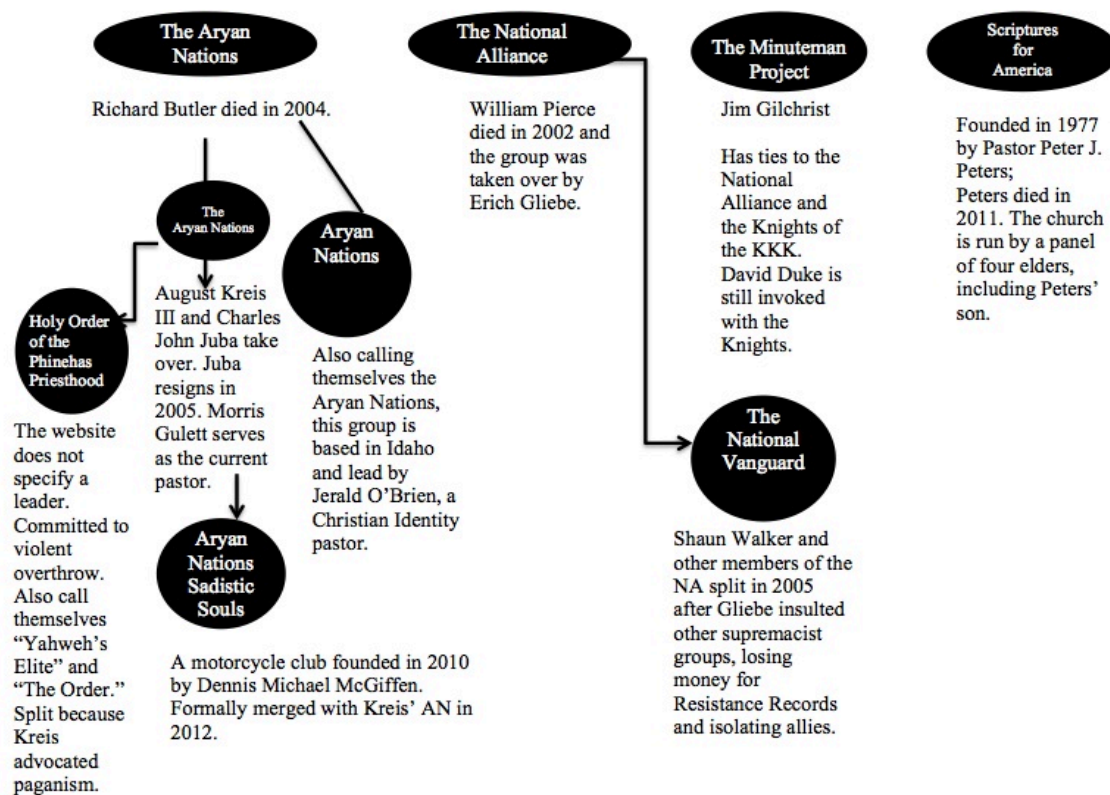 The Aryan
Nations
Richard Butler died in 2004.
The
Aryan Nations
Aryan
Nations
Holy Order
of the
Phinehas
Priesthood
The website
does not
specify a
leader.
Committed to
violent
overthrow.
Also call
themselves
“Yahweh’s
Elite” and
“The Order.”
Split because
Kreis
advocated
paganism.
August Kreis
III and Charles
John Juba take
over. Juba
resigns in
2005. Morris
Gulett serves
as the current
pastor.
Also calling
themselves the
Aryan Nations,
this group is
based in Idaho
and lead by
Jerald O’Brien, a
Christian Identity
pastor.
Aryan
Nations
Sadistic
Souls
A motorcycle club founded in 2010
by Dennis Michael McGiffen.
Formally merged with Kreis’ AN in
2012.
The National
Alliance
William Pierce
died in 2002 and
the group was
taken over by
Erich Gliebe.
The Minuteman
Project
Jim Gilchrist
Has ties to the
National
Alliance and
the Knights of
the KKK.
David Duke is
still invoked
with the
Knights.
The
National
Vanguard
Shaun Walker and
other members of the
NA split in 2005
after Gliebe insulted
other supremacist
groups, losing
money for
Resistance Records
and isolating allies.
Scriptures
for
America
Founded in 1977
by Pastor Peter J.
Peters;
Peters died in
2011. The church
is run by a panel
of four elders,
including Peters’
son.